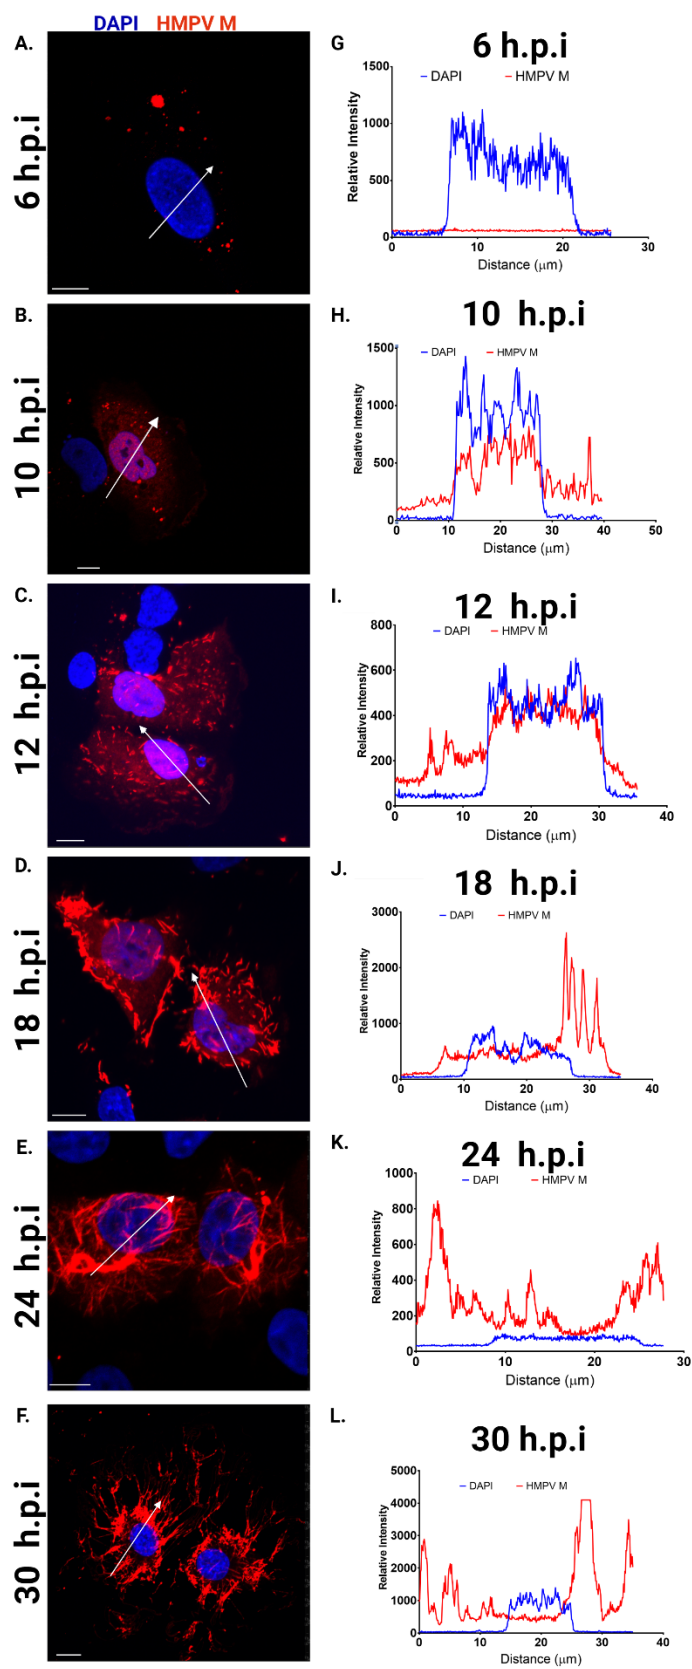 DAPI HMPV M
A.
6 h.p.i
G
6 h.p.i
DAPI HMPV M
1500
1000
500
0
Relative Intensity
0 10 20 30
Distance (μm)
B.
10 h.p.i
H.
10 h.p.i
DAPI HMPV M
1500
1000
500
0
Relative Intensity
0 10 20 30 40 50
Distance (μm)
C.
12 h.p.i
I.
12 h.p.i
DAPI HMPV M
800
600
400
200
0
Relative Intensity
0 10 20 30 40
Distance (μm)
D.
18 h.p.i
J.
18 h.p.i
DAPI HMPV M
3000
2000
1000
0
Relative Intensity
0 10 20 30 40
Distance (μm)
E.
24 h.p.i
K.
24 h.p.i
DAPI HMPV M
1000
800
600
400
200
0
Relative Intensity
0 10 20 30
Distance (μm)
F.
30 h.p.i
L.
30 h.p.i
DAPI HMPV M
5000
4000
3000
2000
1000
0
Relative Intensity
0 10 20 30 40
Distance (μm)